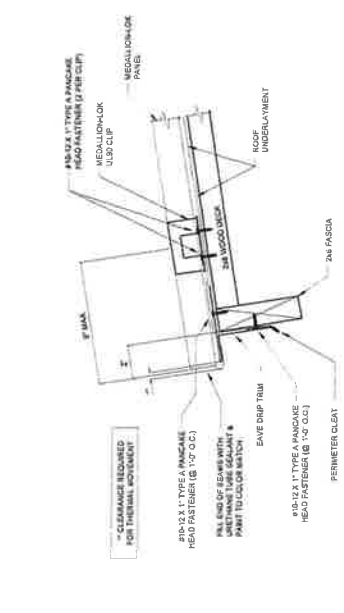 #10-12 X 1" TYPE A PANCAKE
HEAD FASTENER (2 PER CLIP)
MEDALLION-LOK
UL90 CLIP
MEDALLION-LOK
PANEL
9" MAX.
2"
** CLEARANCE REQUIRED
FOR THERMAL MOVEMENT
2x6 WOOD DECK
ROOF
UNDERLAYMENT
#10-12 X 1" TYPE A PANCAKE
HEAD FASTENER (@ 1'-0" O.C.)
FILL END OF SEAMS WITH
URETHANE TUBE SEALANT &
PAINT TO COLOR MATCH
EAVE DRIP TRIM
2x6 FASCIA
#10-12 X 1" TYPE A PANCAKE
HEAD FASTENER (@ 1'-0" O.C.)
PERIMETER CLEAT